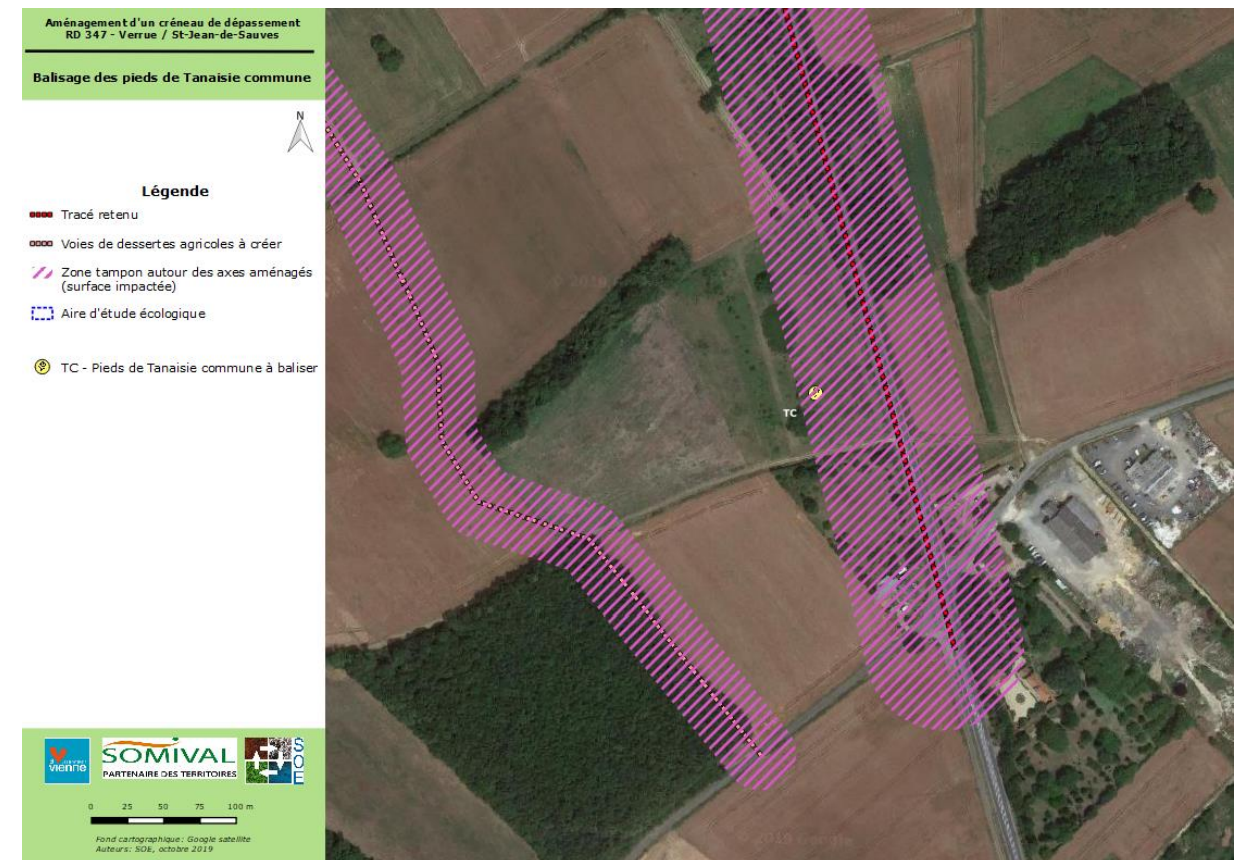 Aménagement d'un créneau de dépassement
RD 347 - Verrue / St-Jean-de-Sauves
Balisage des pieds de Tanaisie commune
N
Légende
Tracé retenu
Voies de dessertes agricoles à créer
Zone tampon autour des axes aménagés
(surface impactée)
Aire d'étude écologique
TC - Pieds de Tanaisie commune à baliser
TC
vienne
SOMIVAL
PARTENAIRE DES TERRITOIRES
SOE
0 25 50 75 100 m
Fond cartographique: Google satellite
Auteurs: SOE, octobre 2019